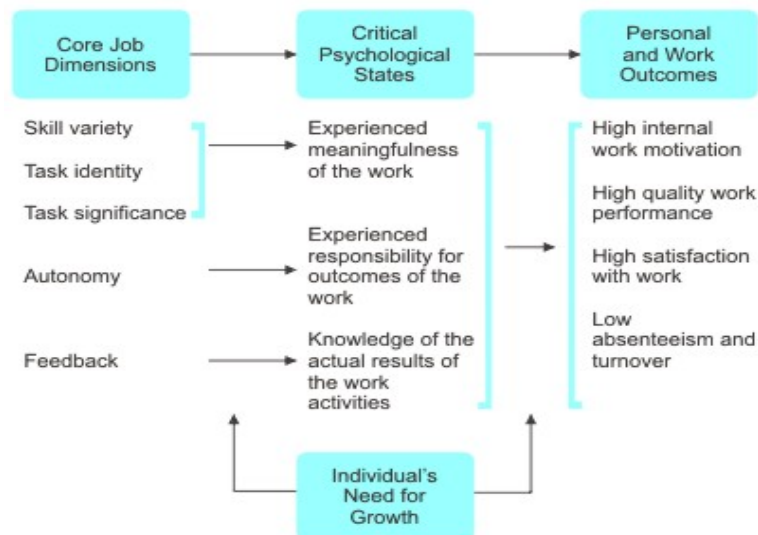 Core Job
Dimensions
Critical
Psychological
States
Personal
and Work
Outcomes
Skill variety
Task identity
Task significance
Autonomy
Feedback
Experienced
meaningfulness
of the work
Experienced
responsibility for
outcomes of the
work
Knowledge of the
actual results of
the work
activities
High internal
work motivation
High quality work
performance
High satisfaction
with work
Low
absenteeism and
turnover
Individual's
Need for
Growth